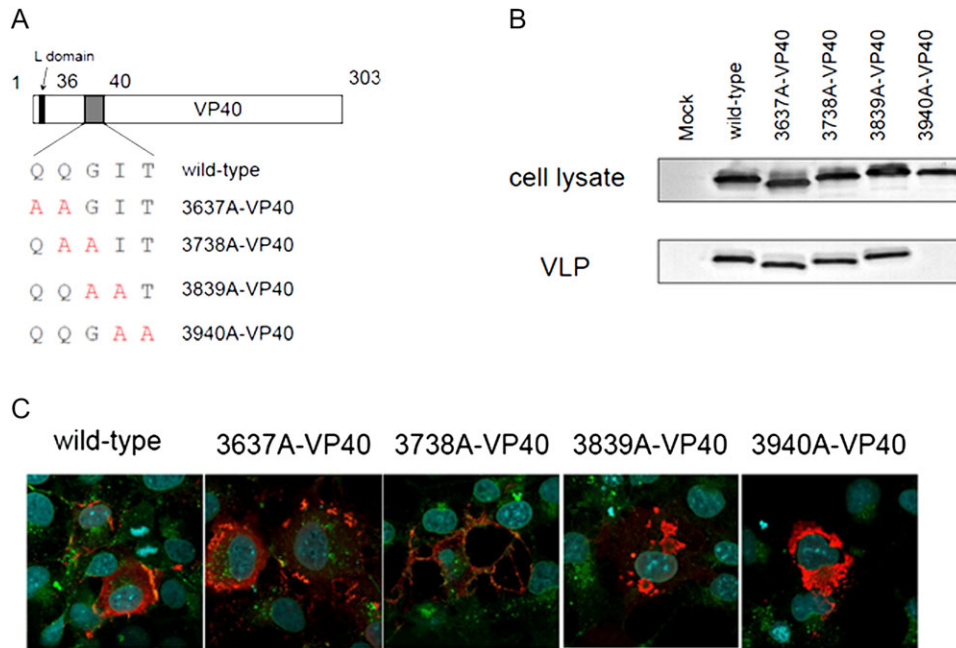 A
L domain
1 36 40 303
VP40
Q Q G I T wild-type
A A G I T 3637A-VP40
Q A A I T 3738A-VP40
Q Q A A T 3839A-VP40
Q Q G A A 3940A-VP40
B
Mock
wild-type
3637A-VP40
3738A-VP40
3839A-VP40
3940A-VP40
cell lysate
VLP
C
wild-type 3637A-VP40 3738A-VP40 3839A-VP40 3940A-VP40